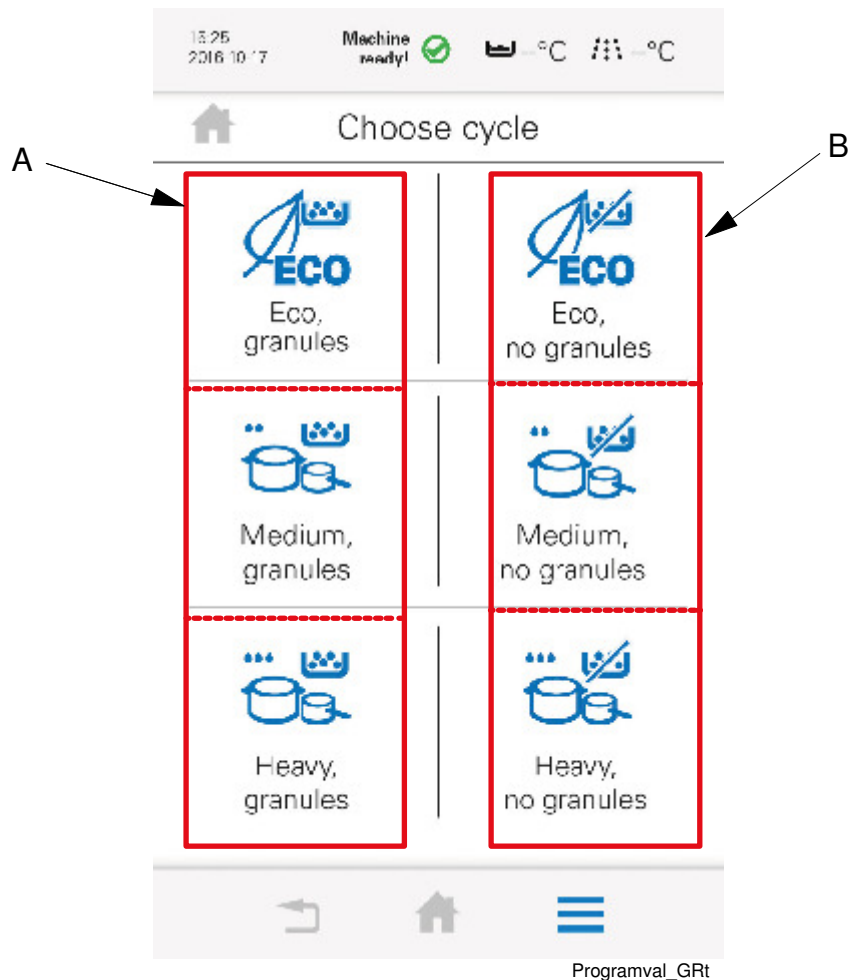 15:25
2016-10-17
Machine
ready!
--°C
--°C
Choose cycle
A
B
ECO
Eco,
granules
ECO
Eco,
no granules
Medium,
granules
Medium,
no granules
Heavy,
granules
Heavy,
no granules
Programval_GRt